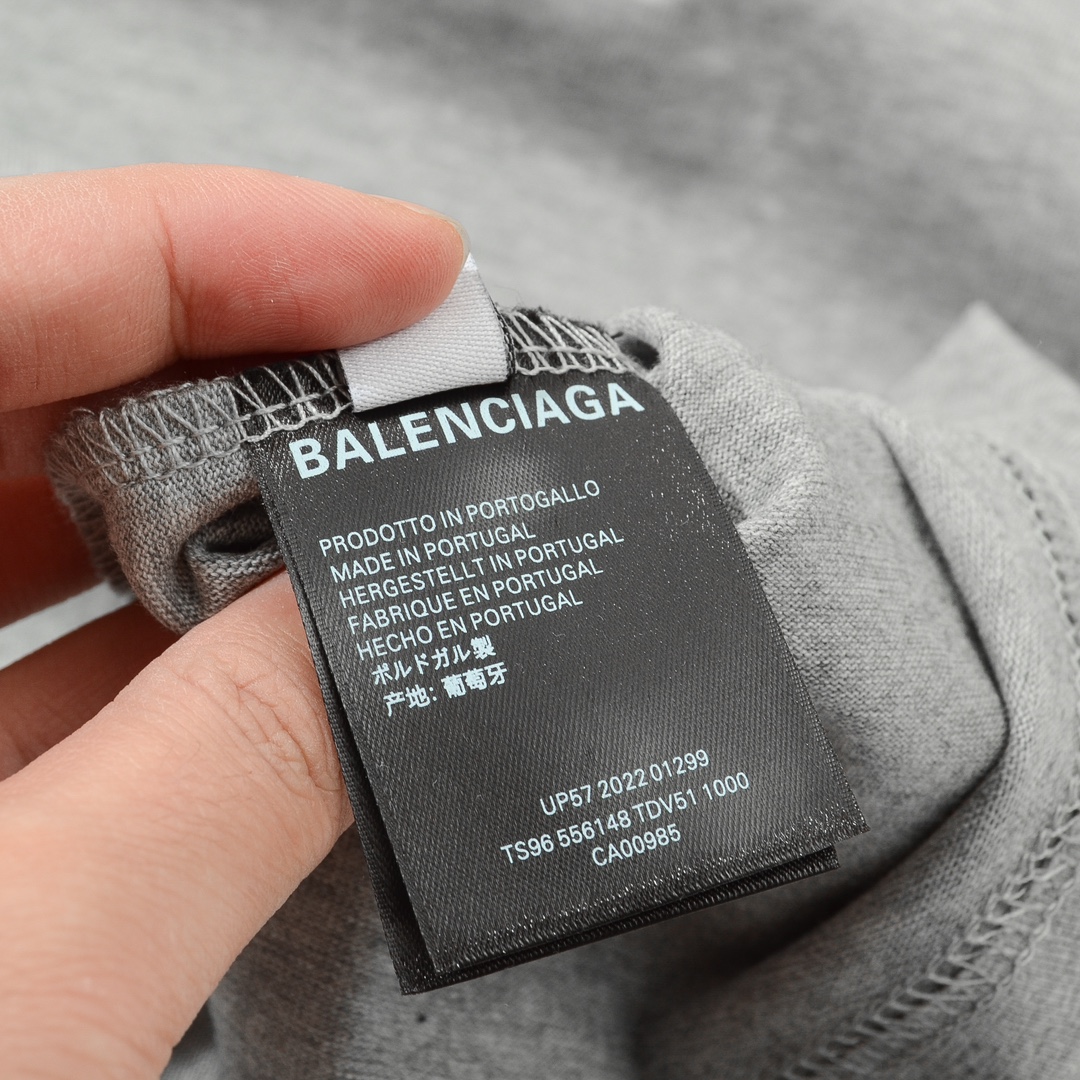 BALENCIAGA
PRODOTTO IN PORTOGALLO
MADE IN PORTUGAL
HERGESTELLT IN PORTUGAL
FABRIQUE EN PORTUGAL
HECHO EN PORTUGAL
ポルドガル製
产地: 葡萄牙
UP57 2022 01299
TS96 556148 TDV51 1000
CA00985